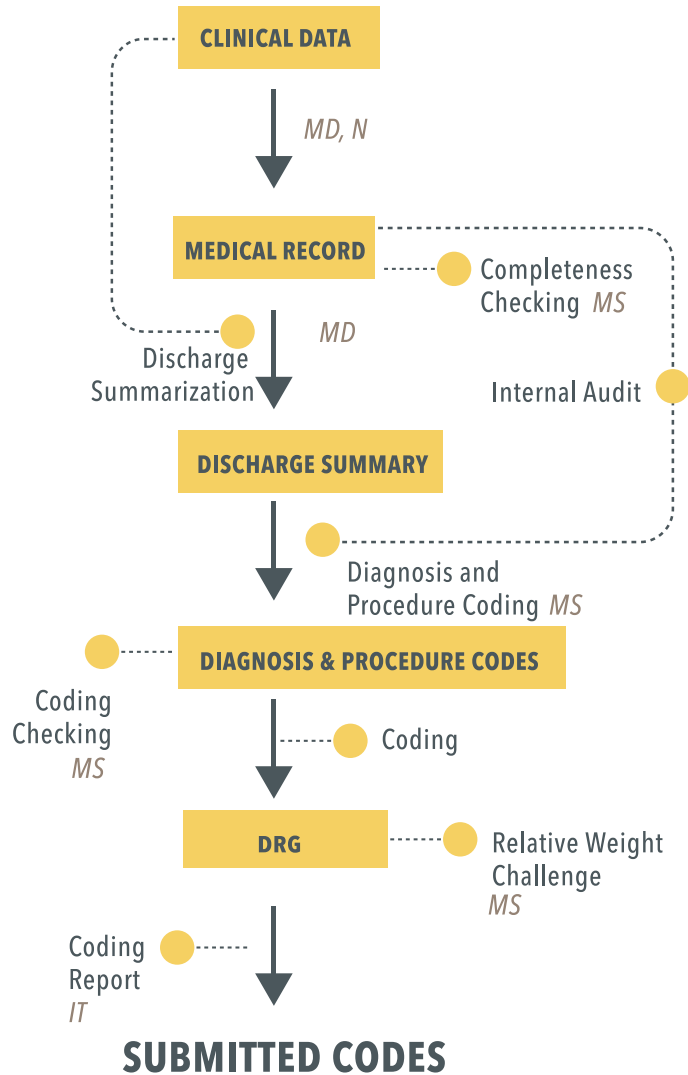 CLINICAL DATA
MD, N
MEDICAL RECORD
Completeness
Checking MS
MD
Discharge
Summarization
Internal Audit
DISCHARGE SUMMARY
Diagnosis and
Procedure Coding MS
DIAGNOSIS & PROCEDURE CODES
Coding
Checking
MS
Coding
DRG
Relative Weight
Challenge
MS
Coding
Report
IT
SUBMITTED CODES